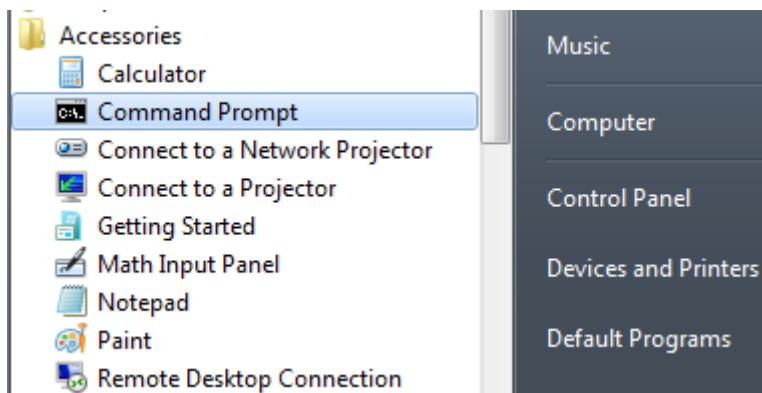 Accessories
Calculator
Command Prompt
Connect to a Network Projector
Connect to a Projector
Getting Started
Math Input Panel
Notepad
Paint
Remote Desktop Connection
Music
Computer
Control Panel
Devices and Printers
Default Programs